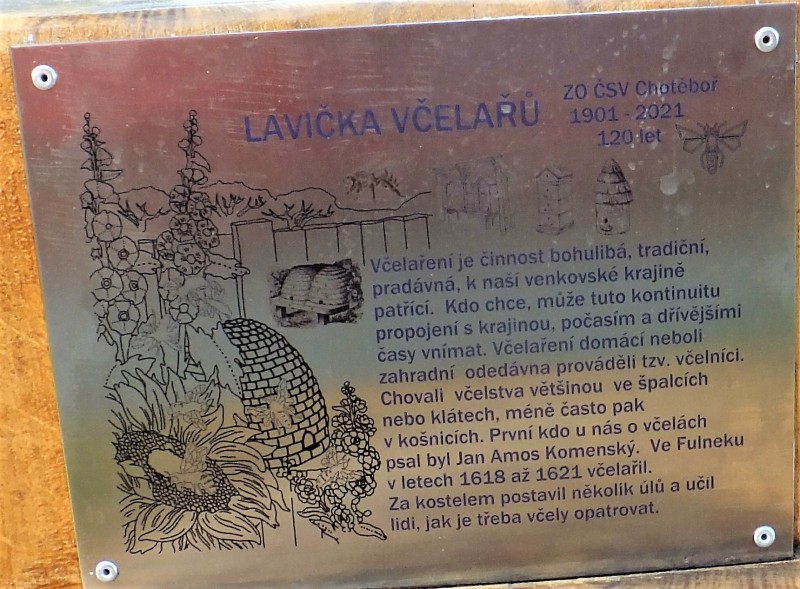 LAVIČKA VČELAŘŮ
ZO ČSV Chotěboř
1901 - 2021
120 let
Včelaření je činnost bohulibá, tradiční,
pradávná, k naší venkovské krajině
patřící.  Kdo chce, může tuto kontinuitu
propojení s krajinou, počasím a dřívějšími
časy vnímat. Včelaření domácí neboli
zahradní  odedávna prováděli tzv. včelníci.
Chovali  včelstva většinou  ve špalcích
nebo klátech, méně často pak
v košnicích. První kdo u nás o včelách
psal byl Jan Amos Komenský.  Ve Fulneku
v letech 1618 až 1621 včelařil.
Za kostelem postavil několik úlů a učil
lidi, jak je třeba včely opatrovat.